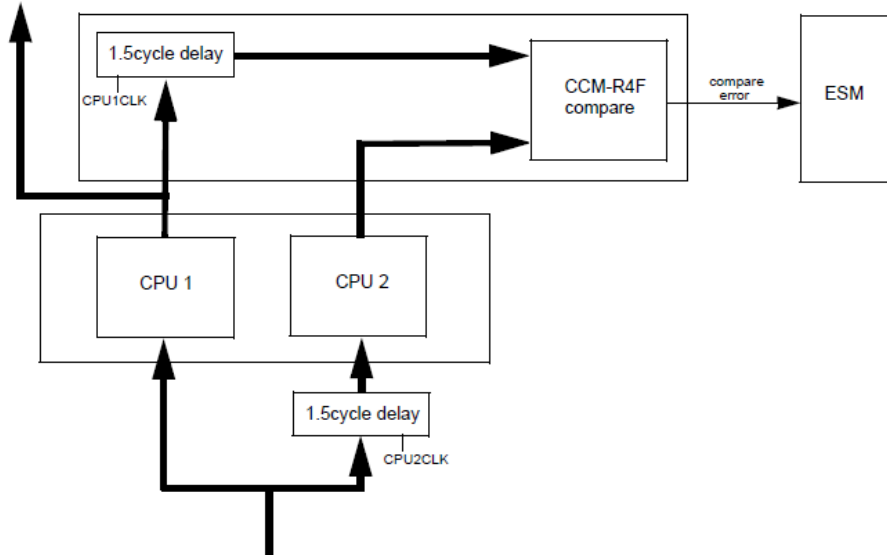 1.5cycle delay
CPU1CLK
CCM-R4F
compare
compare
error
ESM
CPU 1
CPU 2
1.5cycle delay
CPU2CLK